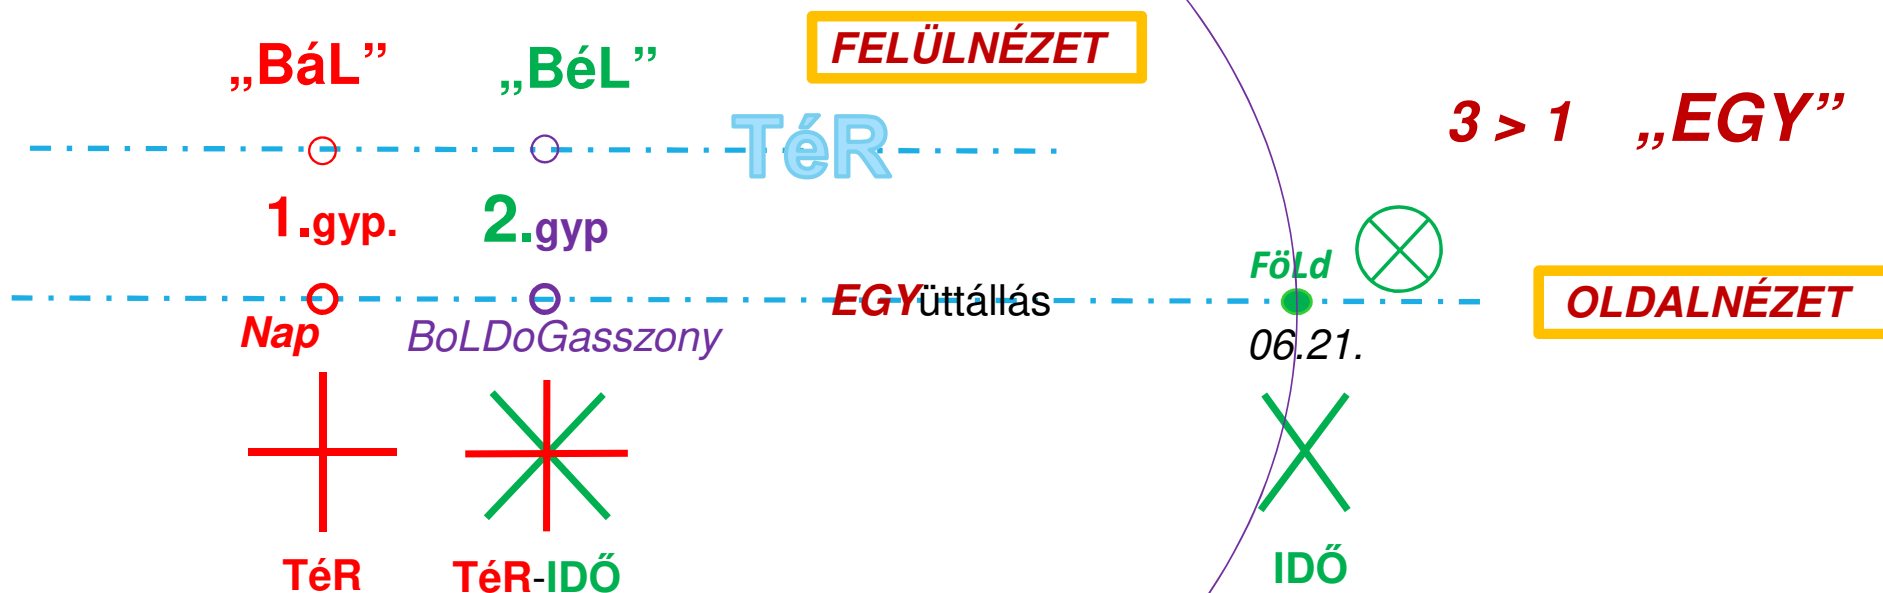 „BáL”
„BéL”
FELÜLNÉZET
TéR
3 > 1 „EGY”
1.gyp.
2.gyp
FöLd
EGYüttállás
OLDALNÉZET
Nap
BoLDoGasszony
06.21.
TéR
TéR-IDŐ
IDŐ